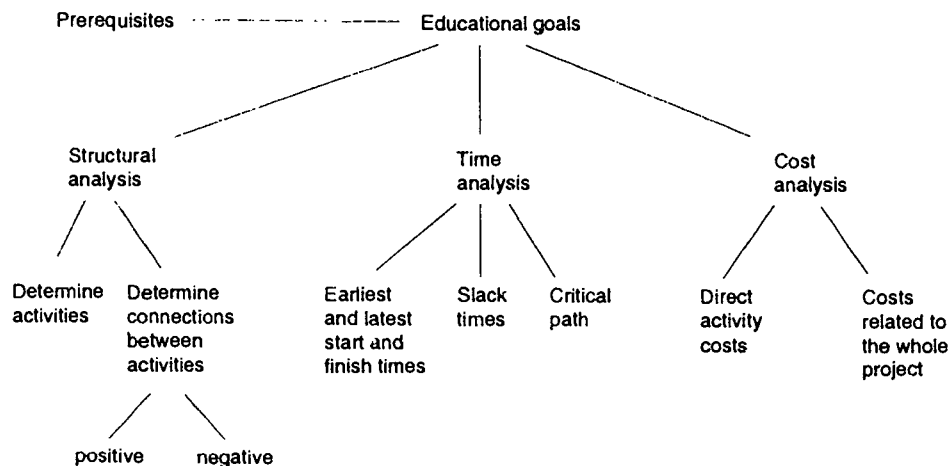 Prerequisites
Educational goals
Structural
analysis
Time
analysis
Cost
analysis
Determine
activities
Determine
connections
between
activities
Earliest
and latest
start and
finish times
Slack
times
Critical
path
Direct
activity
costs
Costs
related to
the whole
project
positive
negative